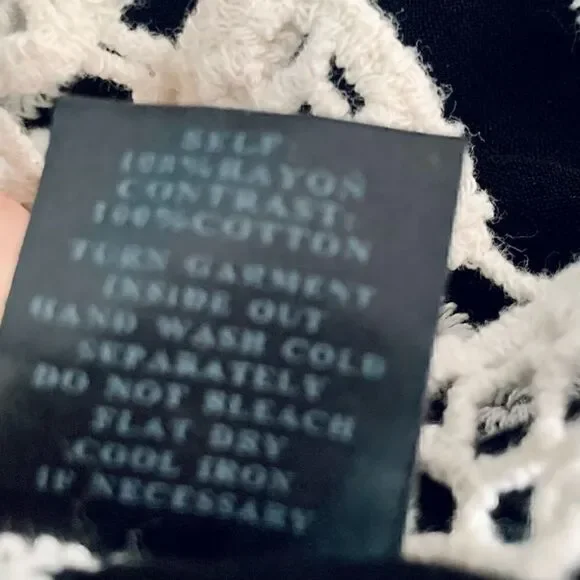 SELF:
100%RAYON
CONTRAST:
100%COTTON
TURN GARMENT
INSIDE OUT
HAND WASH COLD
SEPARATELY
DO NOT BLEACH
FLAT DRY
COOL IRON
IF NECESSARY